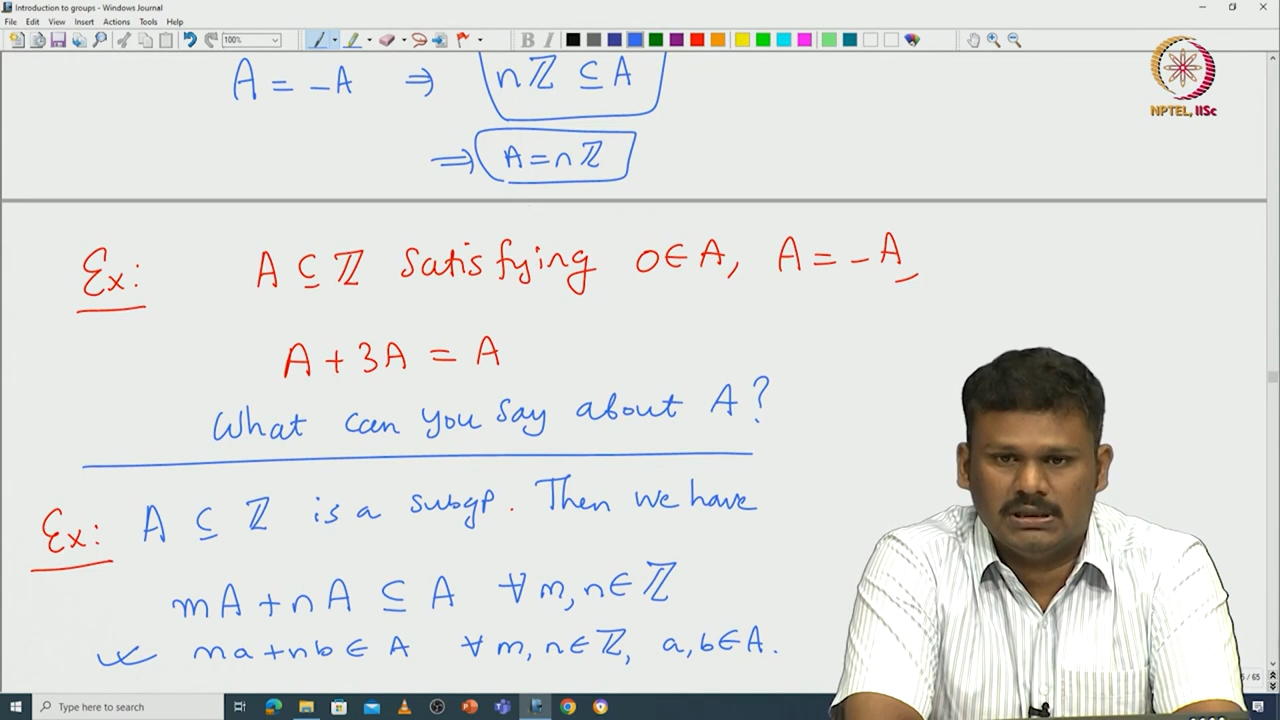 Introduction to groups - Windows Journal
File Edit View Insert Actions Tools Help
100%
B I
NPTEL, IISc
A = -A ⇒ nℤ ⊆ A
⇒ A = nℤ
Ex: A ⊆ ℤ satisfying 0 ∈ A, A = -A
A + 3A = A
What can you say about A?
Ex: A ⊆ ℤ is a subgp. Then we have
mA + nA ⊆ A ∀ m, n ∈ ℤ
ma + nb ∈ A ∀ m, n ∈ ℤ, a, b ∈ A.
/ 65
Type here to search